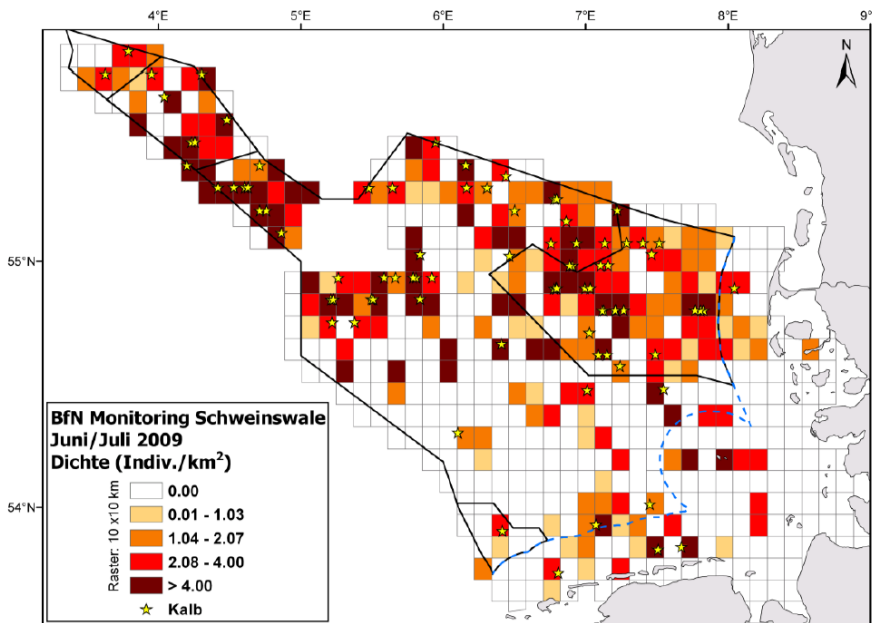 4°E 5°E 6°E 7°E 8°E 9°
N
55°N
54°N
BfN Monitoring Schweinswale
Juni/Juli 2009
Dichte (Indiv./km²)
Raster: 10 x10 km
0.00
0.01 - 1.03
1.04 - 2.07
2.08 - 4.00
> 4.00
Kalb